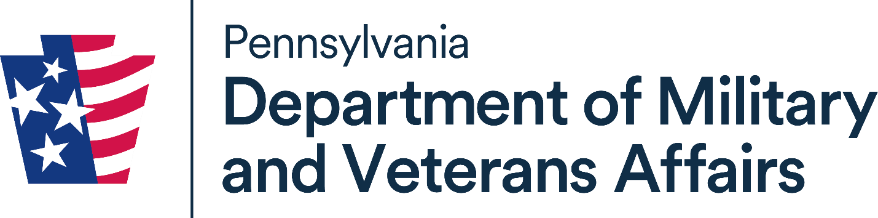 Pennsylvania
Department of Military
and Veterans Affairs